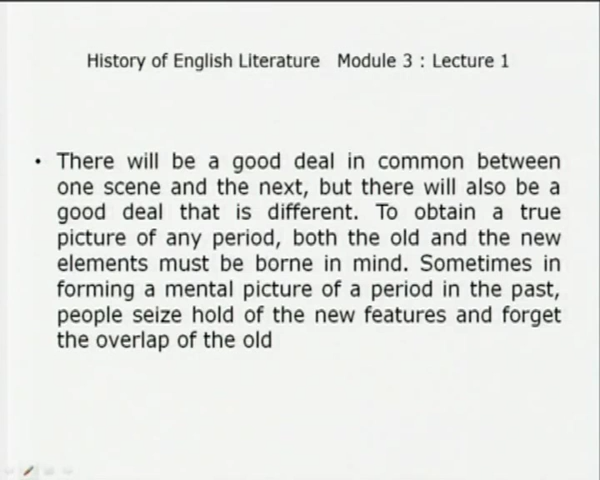 History of English Literature Module 3 : Lecture 1
• There will be a good deal in common between
one scene and the next, but there will also be a
good deal that is different. To obtain a true
picture of any period, both the old and the new
elements must be borne in mind. Sometimes in
forming a mental picture of a period in the past,
people seize hold of the new features and forget
the overlap of the old